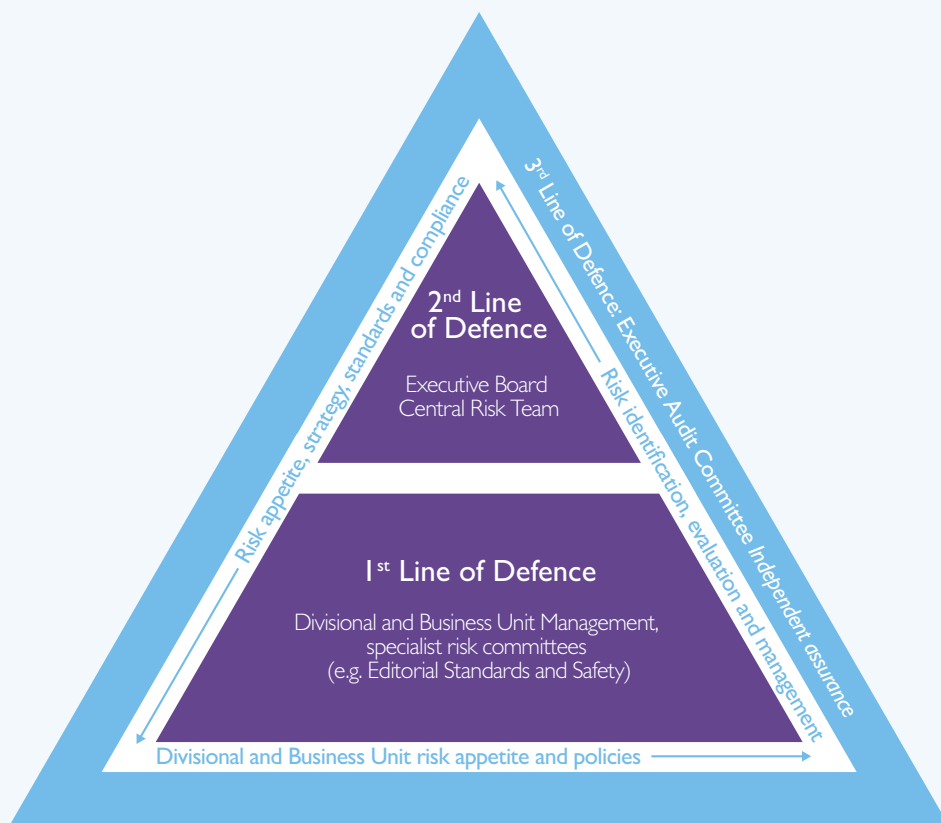 3rd Line of Defence: Executive Audit Committee Independent assurance
Risk appetite, strategy, standards and compliance
Risk identification, evaluation and management
2nd Line
of Defence
Executive Board
Central Risk Team
1st Line of Defence
Divisional and Business Unit Management,
specialist risk committees
(e.g. Editorial Standards and Safety)
Divisional and Business Unit risk appetite and policies